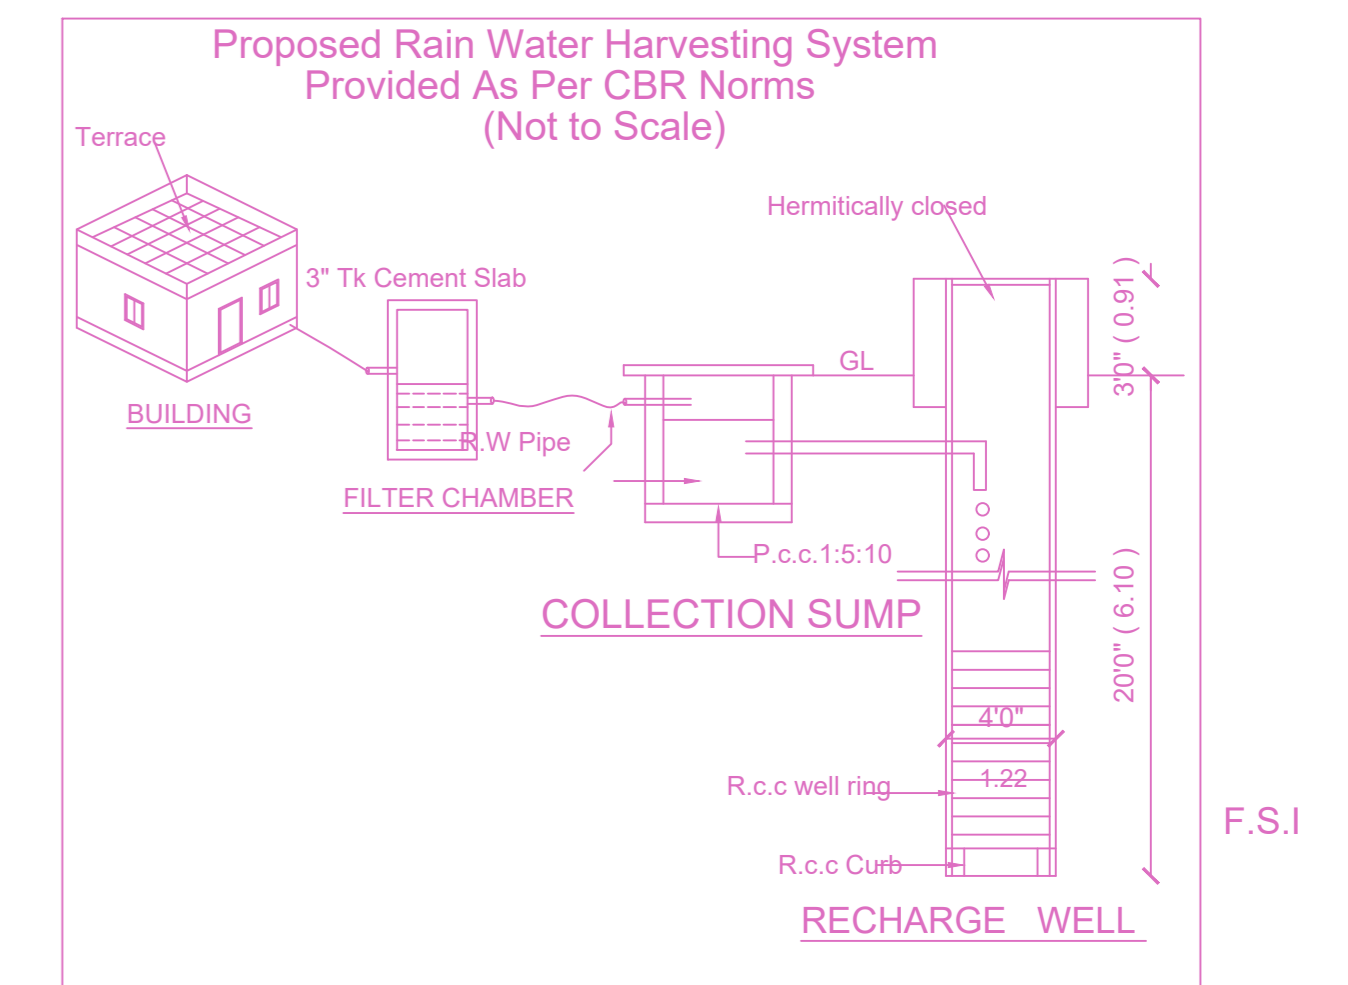 Proposed Rain Water Harvesting System
Provided As Per CBR Norms
(Not to Scale)
Terrace
Hermitically closed
3" Tk Cement Slab
3'0" ( 0.91 )
GL
BUILDING
R.W Pipe
FILTER CHAMBER
P.c.c.1:5:10
COLLECTION SUMP
20'0" ( 6.10 )
4'0"
1.22
R.c.c well ring
F.S.I
R.c.c Curb
RECHARGE WELL